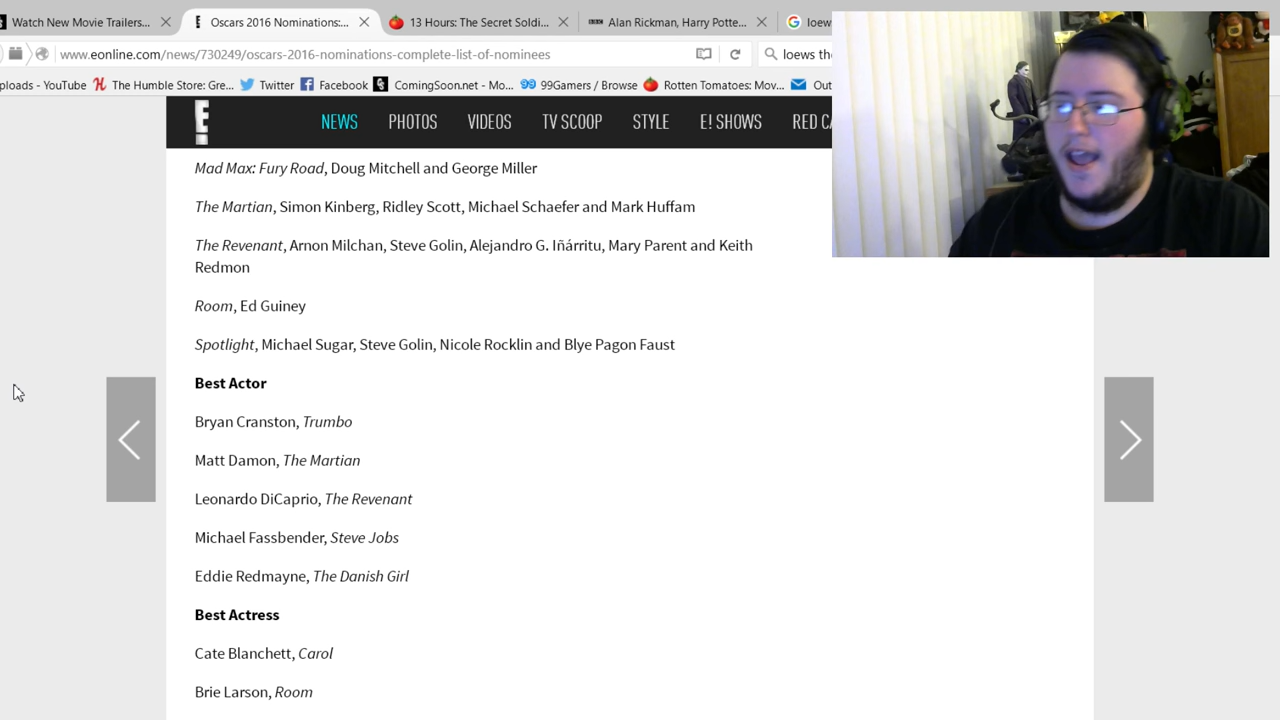 Watch New Movie Trailers...
Oscars 2016 Nominations:...
13 Hours: The Secret Soldi...
BBC Alan Rickman, Harry Potte...
loews
www.eonline.com/news/730249/oscars-2016-nominations-complete-list-of-nominees
loews the
ploads - YouTube
The Humble Store: Gre...
Twitter
Facebook
ComingSoon.net - Mo...
99Gamers / Browse
Rotten Tomatoes: Mov...
Out
E!
NEWS
PHOTOS
VIDEOS
TV SCOOP
STYLE
E! SHOWS
RED CA
Mad Max: Fury Road, Doug Mitchell and George Miller
The Martian, Simon Kinberg, Ridley Scott, Michael Schaefer and Mark Huffam
The Revenant, Arnon Milchan, Steve Golin, Alejandro G. Iñárritu, Mary Parent and Keith
Redmon
Room, Ed Guiney
Spotlight, Michael Sugar, Steve Golin, Nicole Rocklin and Blye Pagon Faust
Best Actor
Bryan Cranston, Trumbo
Matt Damon, The Martian
Leonardo DiCaprio, The Revenant
Michael Fassbender, Steve Jobs
Eddie Redmayne, The Danish Girl
Best Actress
Cate Blanchett, Carol
Brie Larson, Room